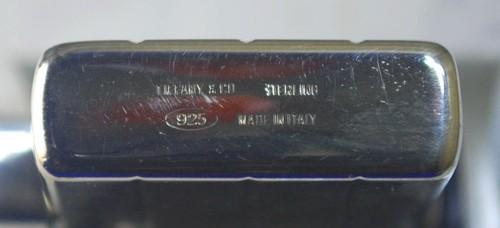 TIFFANY & CO STERLING
925 MADE IN ITALY